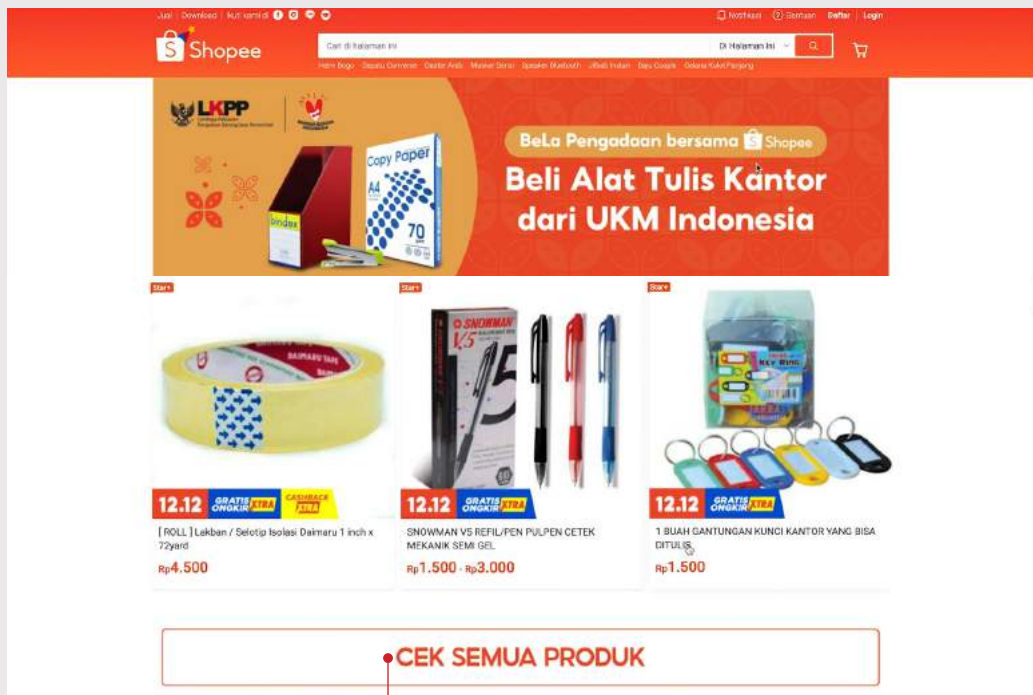 Jual Download Ikuti kami di
Notifikasi Bantuan Daftar Login
Shopee
Cari di halaman ini
Di Halaman Ini
LKPP
BeLa Pengadaan bersama Shopee
Beli Alat Tulis Kantor
dari UKM Indonesia
Copy Paper
A4
70
bindex
Star+
Star+
Star+
DAIMARU TAPE
SNOWMAN
V5
KEY RING
12.12 GRATIS ONGKIR XTRA CASHBACK XTRA
12.12 GRATIS ONGKIR XTRA
12.12 GRATIS ONGKIR XTRA
[ ROLL ] Lakban / Selotip Isolasi Daimaru 1 inch x
72yard
Rp4.500
SNOWMAN V5 REFIL/PEN PULPEN CETEK
MEKANIK SEMI GEL
Rp1.500 - Rp3.000
1 BUAH GANTUNGAN KUNCI KANTOR YANG BISA
DITULIS
Rp1.500
CEK SEMUA PRODUK